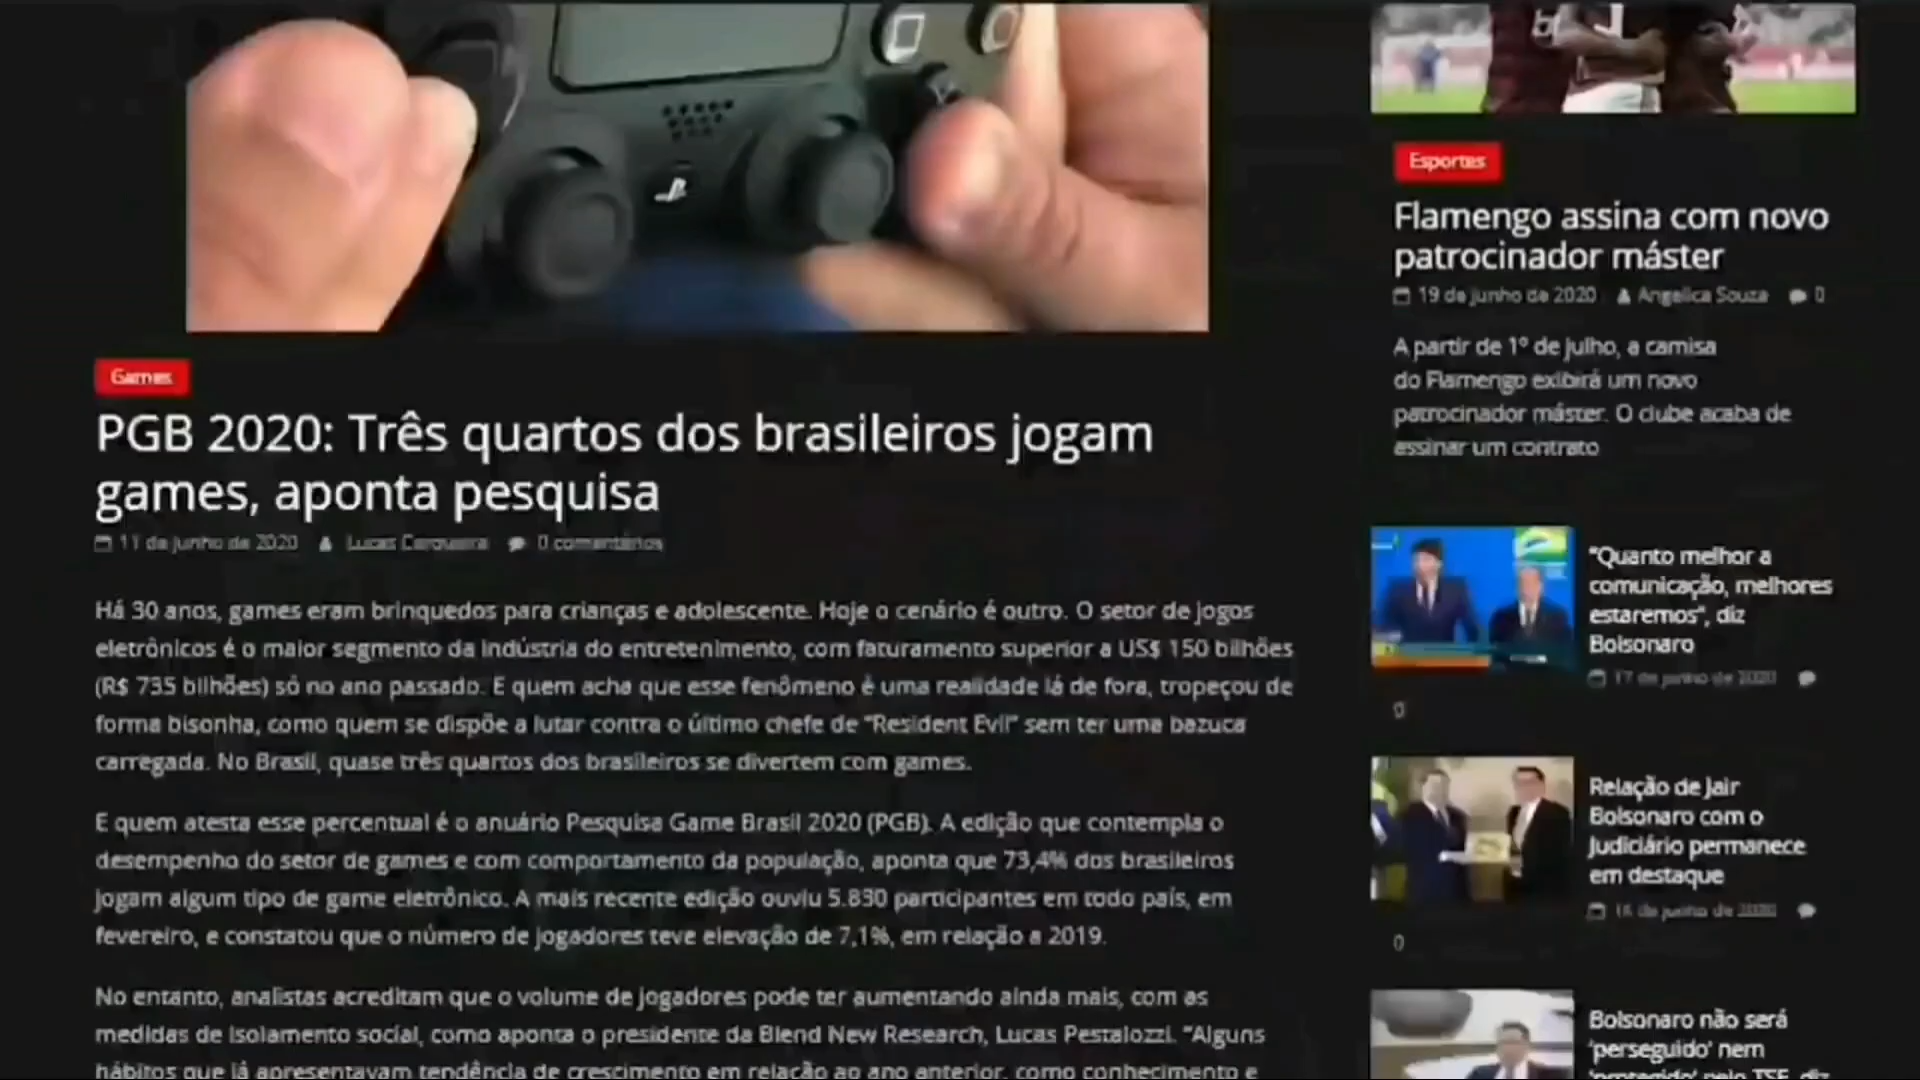 Games
PGB 2020: Três quartos dos brasileiros jogam
games, aponta pesquisa
11 de junho de 2020 Lucas Cerqueira 0 comentários
Há 30 anos, games eram brinquedos para crianças e adolescente. Hoje o cenário é outro. O setor de jogos
eletrônicos é o maior segmento da indústria do entretenimento, com faturamento superior a US$ 150 bilhões
(R$ 735 bilhões) só no ano passado. E quem acha que esse fenômeno é uma realidade lá de fora, tropeçou de
forma bisonha, como quem se dispõe a lutar contra o último chefe de "Resident Evil" sem ter uma bazuca
carregada. No Brasil, quase três quartos dos brasileiros se divertem com games.
E quem atesta esse percentual é o anuário Pesquisa Game Brasil 2020 (PGB). A edição que contempla o
desempenho do setor de games e com comportamento da população, aponta que 73,4% dos brasileiros
jogam algum tipo de game eletrônico. A mais recente edição ouviu 5.830 participantes em todo país, em
fevereiro, e constatou que o número de jogadores teve elevação de 7,1%, em relação a 2019.
No entanto, analistas acreditam que o volume de jogadores pode ter aumentando ainda mais, com as
medidas de isolamento social, como aponta o presidente da Blend New Research, Lucas Pestalozzi. "Alguns
hábitos que já apresentavam tendência de crescimento em relação ao ano anterior, como conhecimento e
Esportes
Flamengo assina com novo
patrocinador máster
19 de junho de 2020 Angelica Souza 0
A partir de 1º de julho, a camisa
do Flamengo exibirá um novo
patrocinador máster. O clube acaba de
assinar um contrato
"Quanto melhor a
comunicação, melhores
estaremos", diz
Bolsonaro
17 de junho de 2020
0
Relação de Jair
Bolsonaro com o
Judiciário permanece
em destaque
16 de junho de 2020
0
Bolsonaro não será
'perseguido' nem
'protegido' pelo TSE, diz